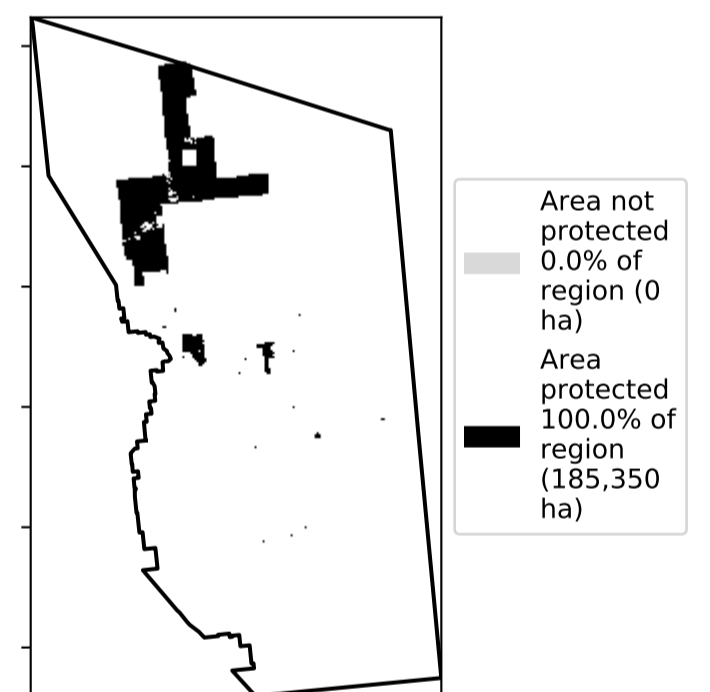 Area not
protected
0.0% of
region (0
ha)
Area
protected
100.0% of
region
(185,350
ha)